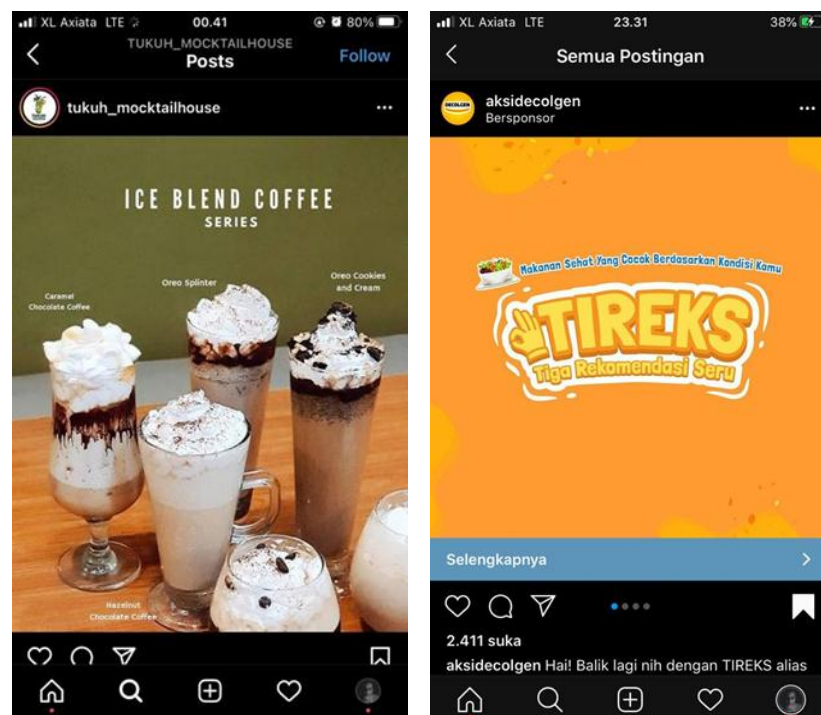 XL Axiata LTE 00.41 80%
TUKUH_MOCKTAILHOUSE
Posts
Follow
tukuh_mocktailhouse
ICE BLEND COFFEE
SERIES
Oreo Cookies
and Cream
Oreo Splinter
Caramel
Chocolate Coffee
Hazelnut
Chocolate Coffee
XL Axiata LTE 23.31 38%
Semua Postingan
DECOLGEN
aksidecolgen
Bersponsor
Makanan Sehat Yang Cocok Berdasarkan Kondisi Kamu
TIREKS
Tiga Rekomendasi Seru
Selengkapnya
2.411 suka
aksidecolgen Hai! Balik lagi nih dengan TIREKS alias